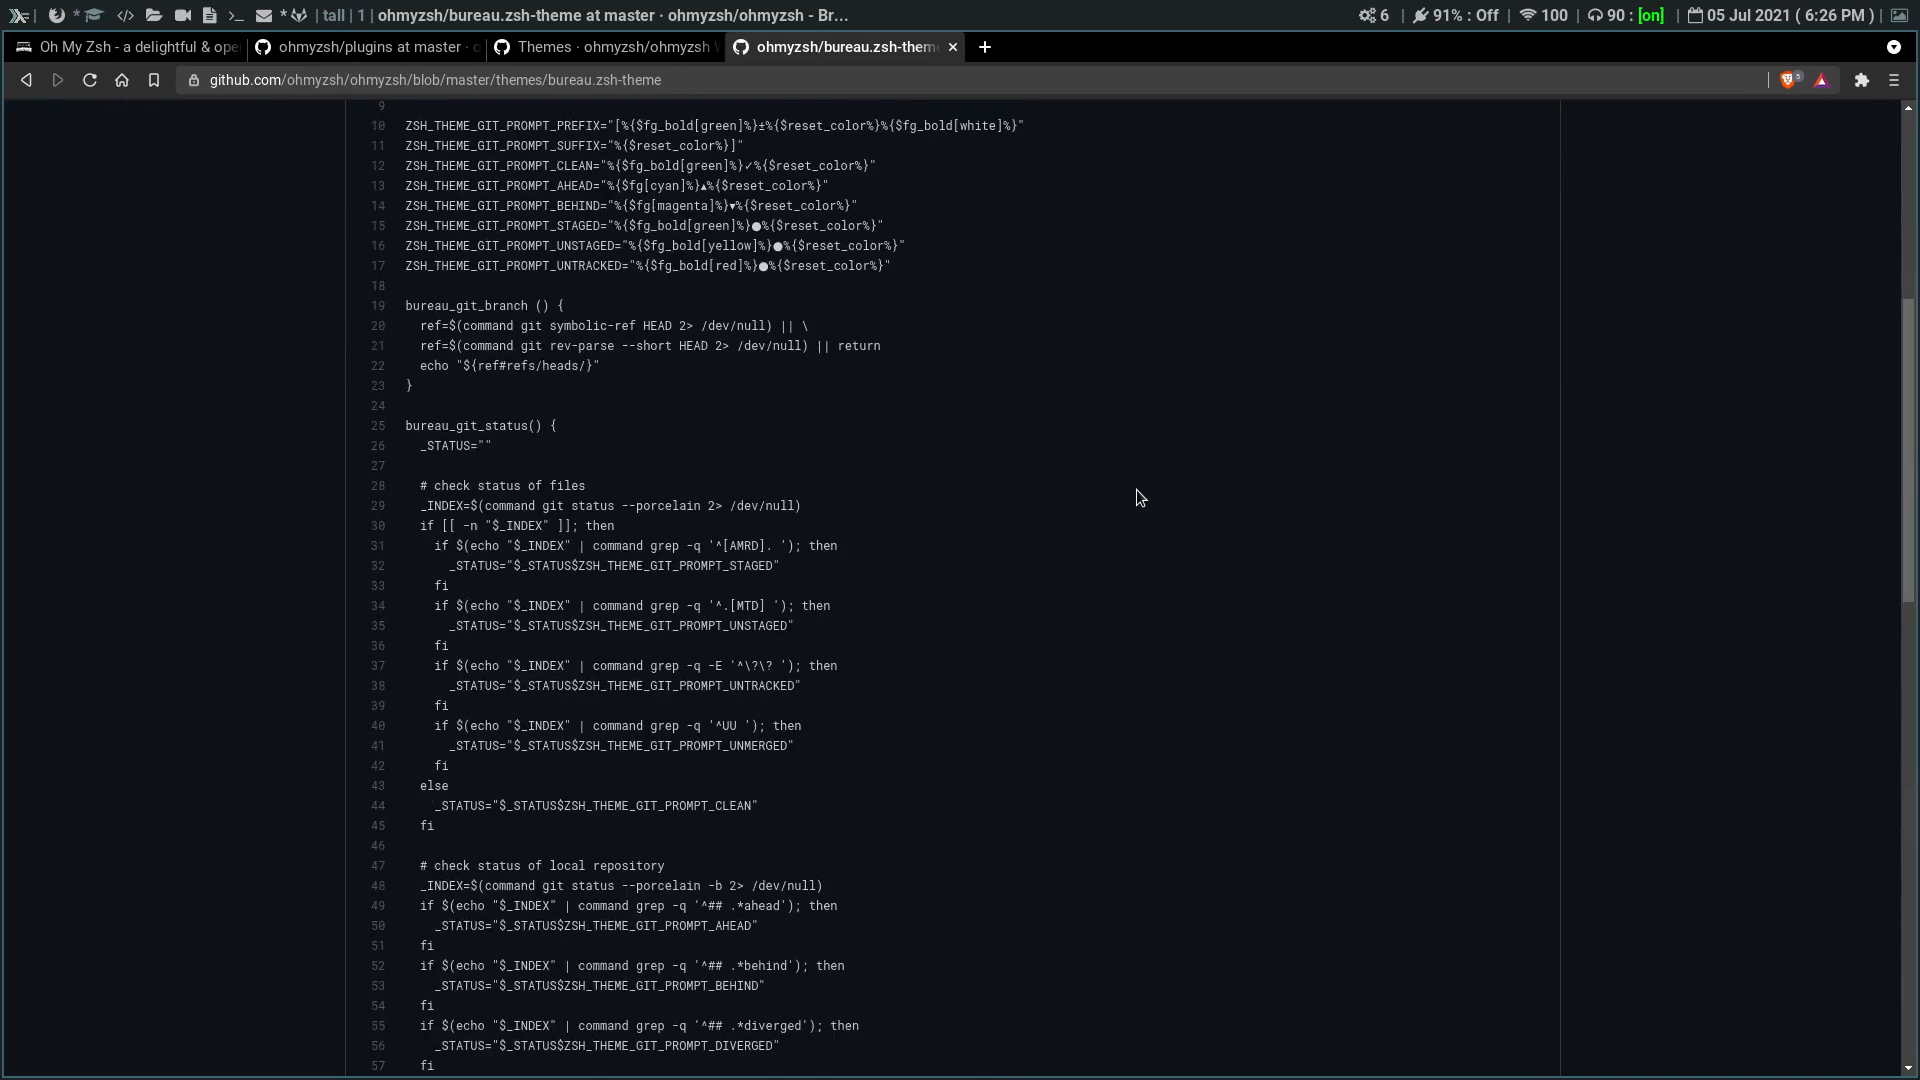 * | tall | 1 | ohmyzsh/bureau.zsh-theme at master · ohmyzsh/ohmyzsh - Br...
6 | 91% : Off | 100 | 90 : [on] | 05 Jul 2021 ( 6:26 PM ) |
Oh My Zsh - a delightful & ope
ohmyzsh/plugins at master · o
Themes · ohmyzsh/ohmyzsh W
ohmyzsh/bureau.zsh-them
github.com/ohmyzsh/ohmyzsh/blob/master/themes/bureau.zsh-theme
5
9
10 ZSH_THEME_GIT_PROMPT_PREFIX="[%{$fg_bold[green]%}±%{$reset_color%}%{$fg_bold[white]%}"
11 ZSH_THEME_GIT_PROMPT_SUFFIX="%{$reset_color%}]"
12 ZSH_THEME_GIT_PROMPT_CLEAN="%{$fg_bold[green]%}✓%{$reset_color%}"
13 ZSH_THEME_GIT_PROMPT_AHEAD="%{$fg[cyan]%}▴%{$reset_color%}"
14 ZSH_THEME_GIT_PROMPT_BEHIND="%{$fg[magenta]%}▾%{$reset_color%}"
15 ZSH_THEME_GIT_PROMPT_STAGED="%{$fg_bold[green]%}●%{$reset_color%}"
16 ZSH_THEME_GIT_PROMPT_UNSTAGED="%{$fg_bold[yellow]%}●%{$reset_color%}"
17 ZSH_THEME_GIT_PROMPT_UNTRACKED="%{$fg_bold[red]%}●%{$reset_color%}"
18
19 bureau_git_branch () {
20   ref=$(command git symbolic-ref HEAD 2> /dev/null) || \
21   ref=$(command git rev-parse --short HEAD 2> /dev/null) || return
22   echo "${ref#refs/heads/}"
23 }
24
25 bureau_git_status() {
26   _STATUS=""
27
28   # check status of files
29   _INDEX=$(command git status --porcelain 2> /dev/null)
30   if [[ -n "$_INDEX" ]]; then
31     if $(echo "$_INDEX" | command grep -q '^[AMRD]. '); then
32       _STATUS="$_STATUS$ZSH_THEME_GIT_PROMPT_STAGED"
33     fi
34     if $(echo "$_INDEX" | command grep -q '^.[MTD] '); then
35       _STATUS="$_STATUS$ZSH_THEME_GIT_PROMPT_UNSTAGED"
36     fi
37     if $(echo "$_INDEX" | command grep -q -E '^\?\? '); then
38       _STATUS="$_STATUS$ZSH_THEME_GIT_PROMPT_UNTRACKED"
39     fi
40     if $(echo "$_INDEX" | command grep -q '^UU '); then
41       _STATUS="$_STATUS$ZSH_THEME_GIT_PROMPT_UNMERGED"
42     fi
43   else
44     _STATUS="$_STATUS$ZSH_THEME_GIT_PROMPT_CLEAN"
45   fi
46
47   # check status of local repository
48   _INDEX=$(command git status --porcelain -b 2> /dev/null)
49   if $(echo "$_INDEX" | command grep -q '^## .*ahead'); then
50     _STATUS="$_STATUS$ZSH_THEME_GIT_PROMPT_AHEAD"
51   fi
52   if $(echo "$_INDEX" | command grep -q '^## .*behind'); then
53     _STATUS="$_STATUS$ZSH_THEME_GIT_PROMPT_BEHIND"
54   fi
55   if $(echo "$_INDEX" | command grep -q '^## .*diverged'); then
56     _STATUS="$_STATUS$ZSH_THEME_GIT_PROMPT_DIVERGED"
57   fi